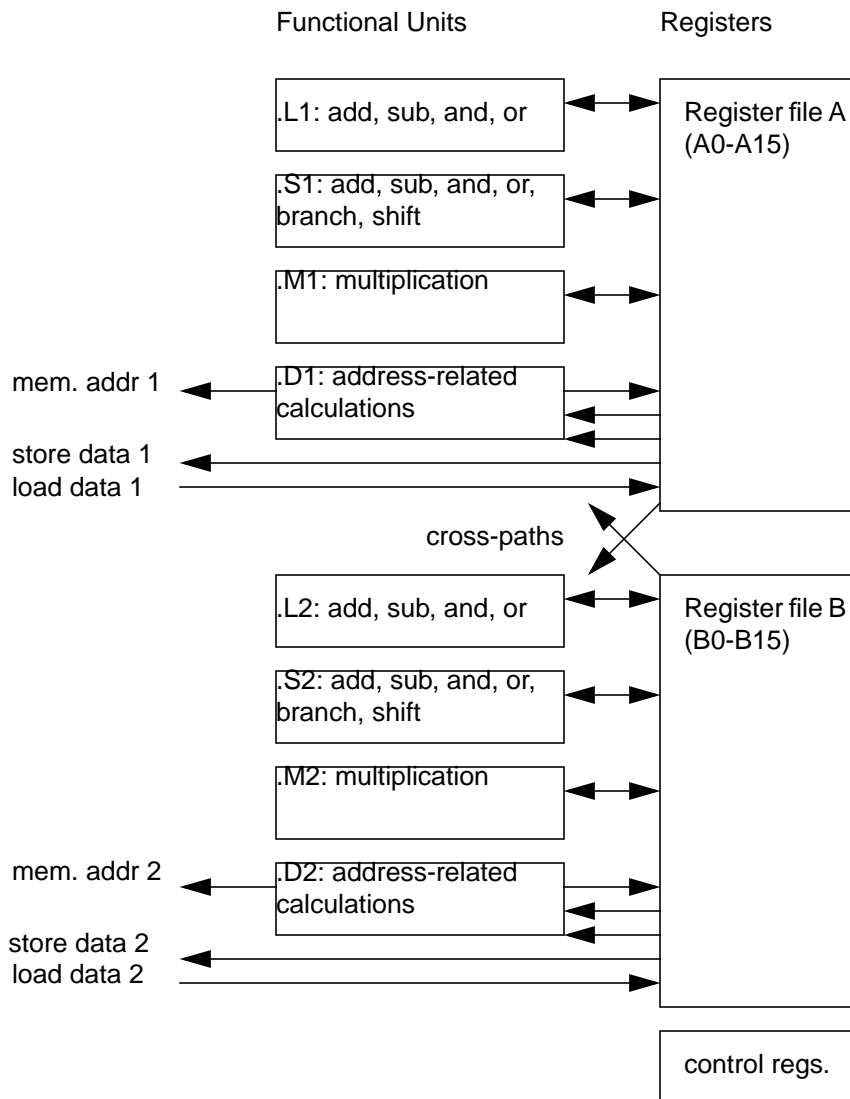 Functional Units
Registers
.L1: add, sub, and, or
Register file A
(A0-A15)
.S1: add, sub, and, or,
branch, shift
.M1: multiplication
mem. addr 1
.D1: address-related
calculations
store data 1
load data 1
cross-paths
.L2: add, sub, and, or
Register file B
(B0-B15)
.S2: add, sub, and, or,
branch, shift
.M2: multiplication
mem. addr 2
.D2: address-related
calculations
store data 2
load data 2
control regs.